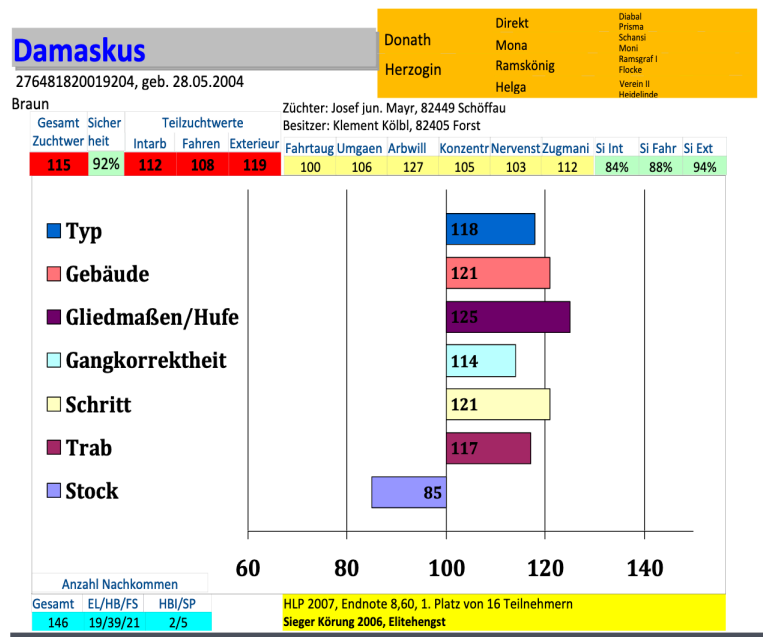 Damaskus
276481820019204, geb. 28.05.2004
Braun
Donath
Herzogin
Direkt
Mona
Ramskönig
Helga
Diabal
Prisma
Schansi
Moni
Ramsgraf I
Flocke
Verein II
Heidelinde
Züchter: Josef jun. Mayr, 82449 Schöffau
Besitzer: Klement Kölbl, 82405 Forst
Gesamt Sicher Teilzuchtwerte
Zuchtwer heit Intarb Fahren Exterieur Fahrtaug Umgaen Arbwill Konzentr Nervenst Zugmani Si Int Si Fahr Si Ext
115 92% 112 108 119 100 106 127 105 103 112 84% 88% 94%
Typ 118
Gebäude 121
Gliedmaßen/Hufe 125
Gangkorrektheit 114
Schritt 121
Trab 117
Stock 85
60 80 100 120 140
Anzahl Nachkommen
Gesamt EL/HB/FS HBI/SP
146 19/39/21 2/5
HLP 2007, Endnote 8,60, 1. Platz von 16 Teilnehmern
Sieger Körung 2006, Elitehengst